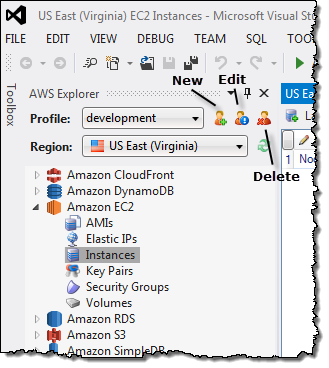 US East (Virginia) EC2 Instances - Microsoft Visual
FILE
EDIT VIEW DEBUG TEAM SQL TOO
New Edit
AWS Explorer
US Ea
Profile: development
Delete
Region: US East (Virginia)
1 No
Toolbox
Amazon CloudFront
Amazon DynamoDB
Amazon EC2
AMIs
Elastic IPs
Instances
Key Pairs
Security Groups
Volumes
Amazon RDS
Amazon S3
Amazon SimpleDB